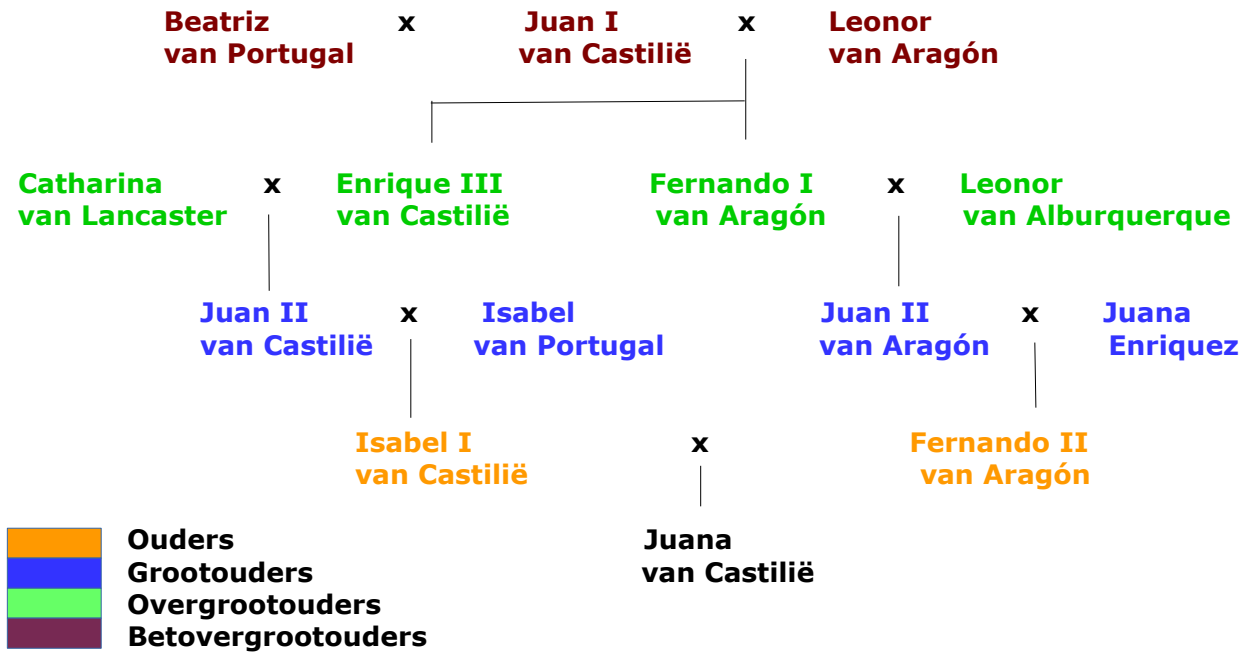 Beatriz x Juan I x Leonor
van Portugal van Castilië van Aragón
Catharina x Enrique III Fernando I x Leonor
van Lancaster van Castilië van Aragón van Alburquerque
Juan II x Isabel Juan II x Juana
van Castilië van Portugal van Aragón Enriquez
Isabel I x Fernando II
van Castilië van Aragón
Ouders Juana
Grootouders van Castilië
Overgrootouders
Betovergrootouders